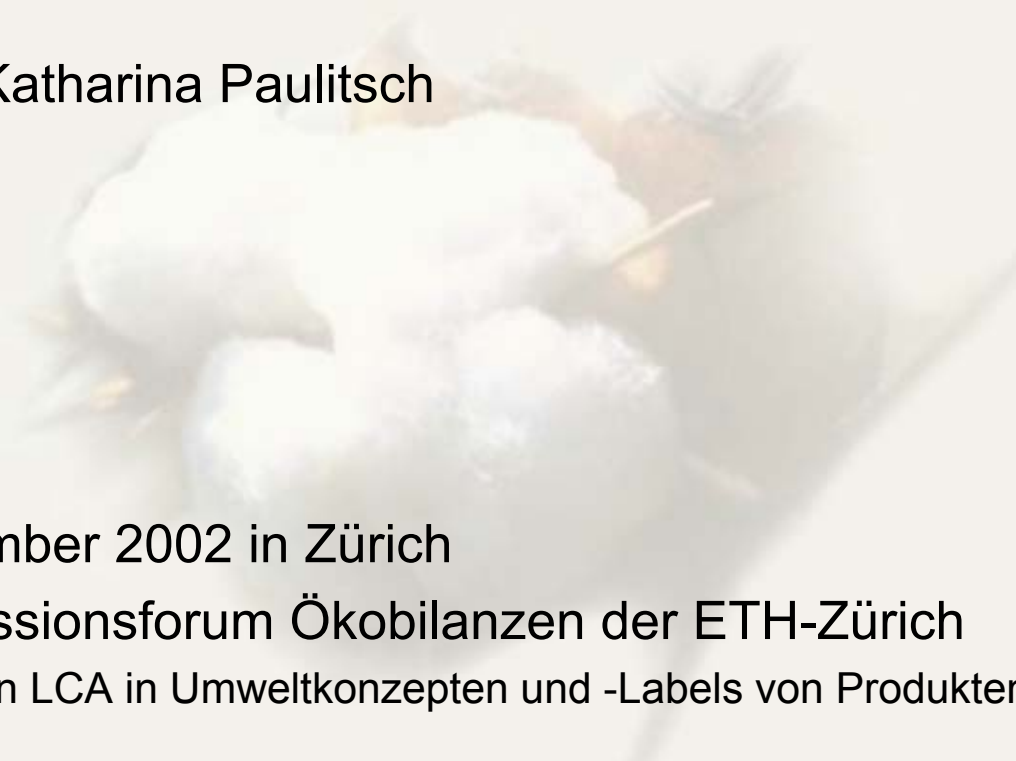 Katharina Paulitsch
mber 2002 in Zürich
ssionsforum Ökobilanzen der ETH-Zürich
n LCA in Umweltkonzepten und -Labels von Produkten